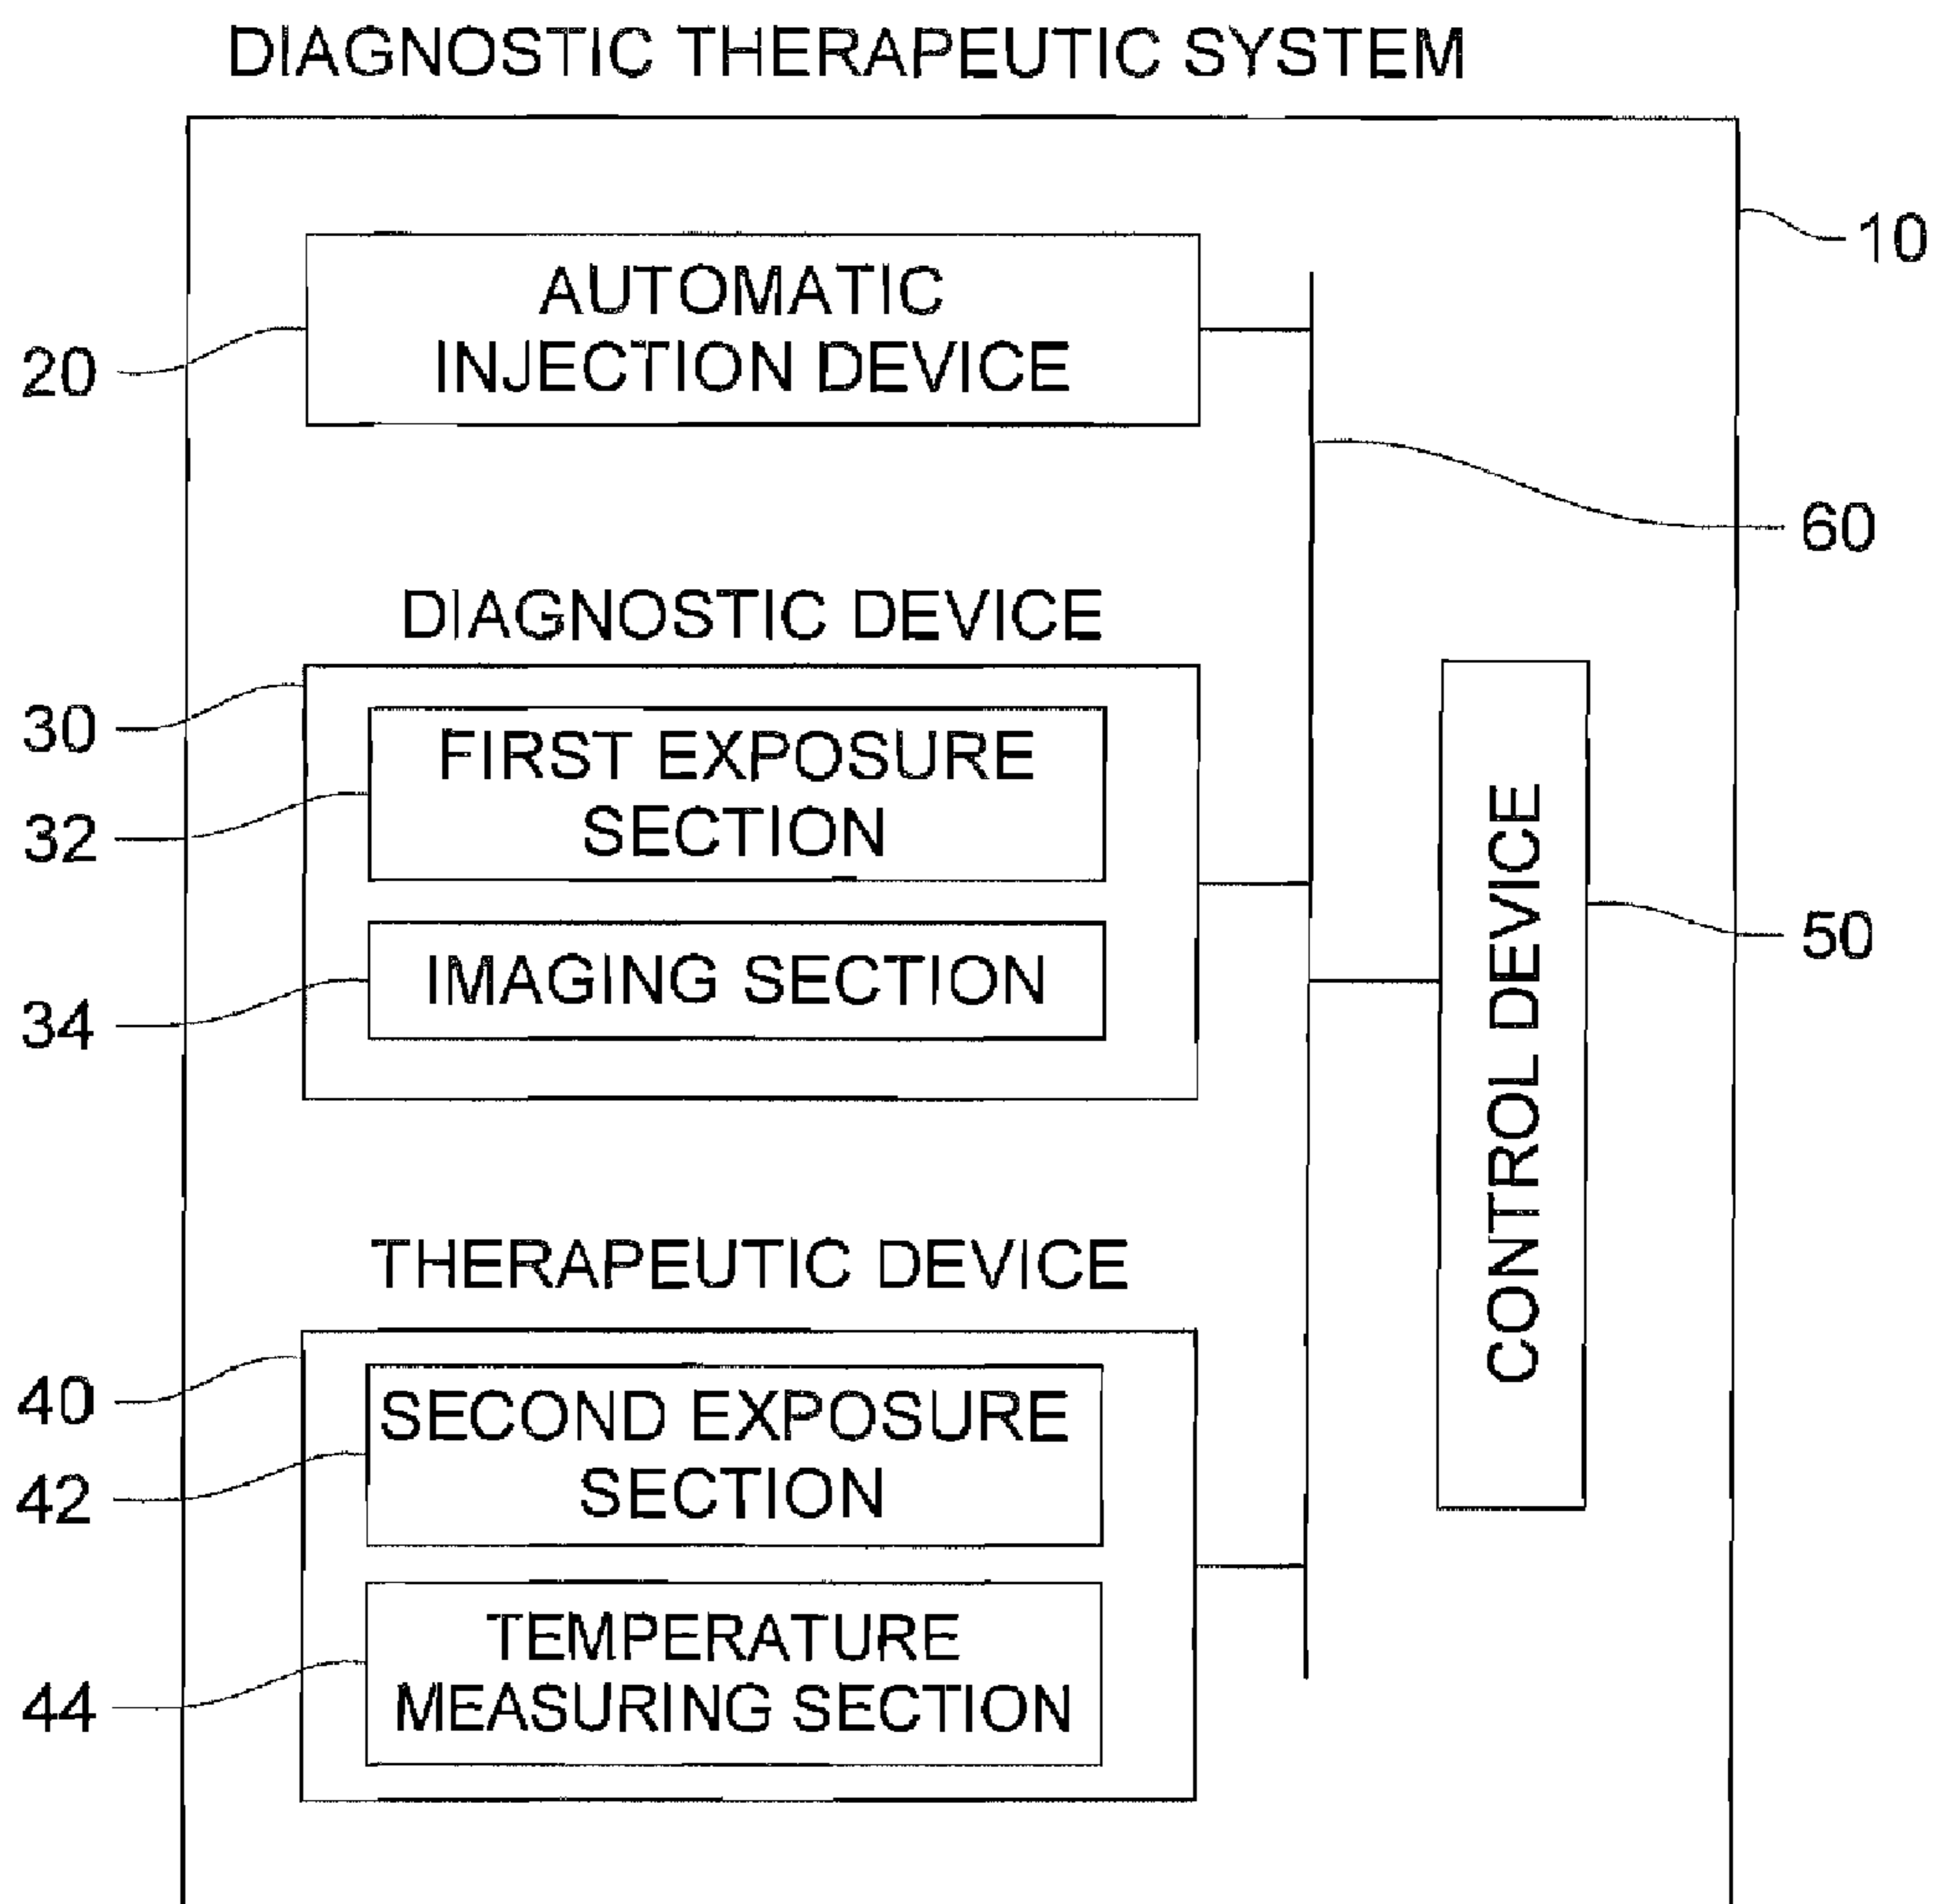 DIAGNOSTIC THERAPEUTIC SYSTEM
10
AUTOMATIC
INJECTION DEVICE
20
60
DIAGNOSTIC DEVICE
30
FIRST EXPOSURE
SECTION
32
IMAGING SECTION
34
CONTROL DEVICE
50
THERAPEUTIC DEVICE
40
SECOND EXPOSURE
SECTION
42
TEMPERATURE
MEASURING SECTION
44